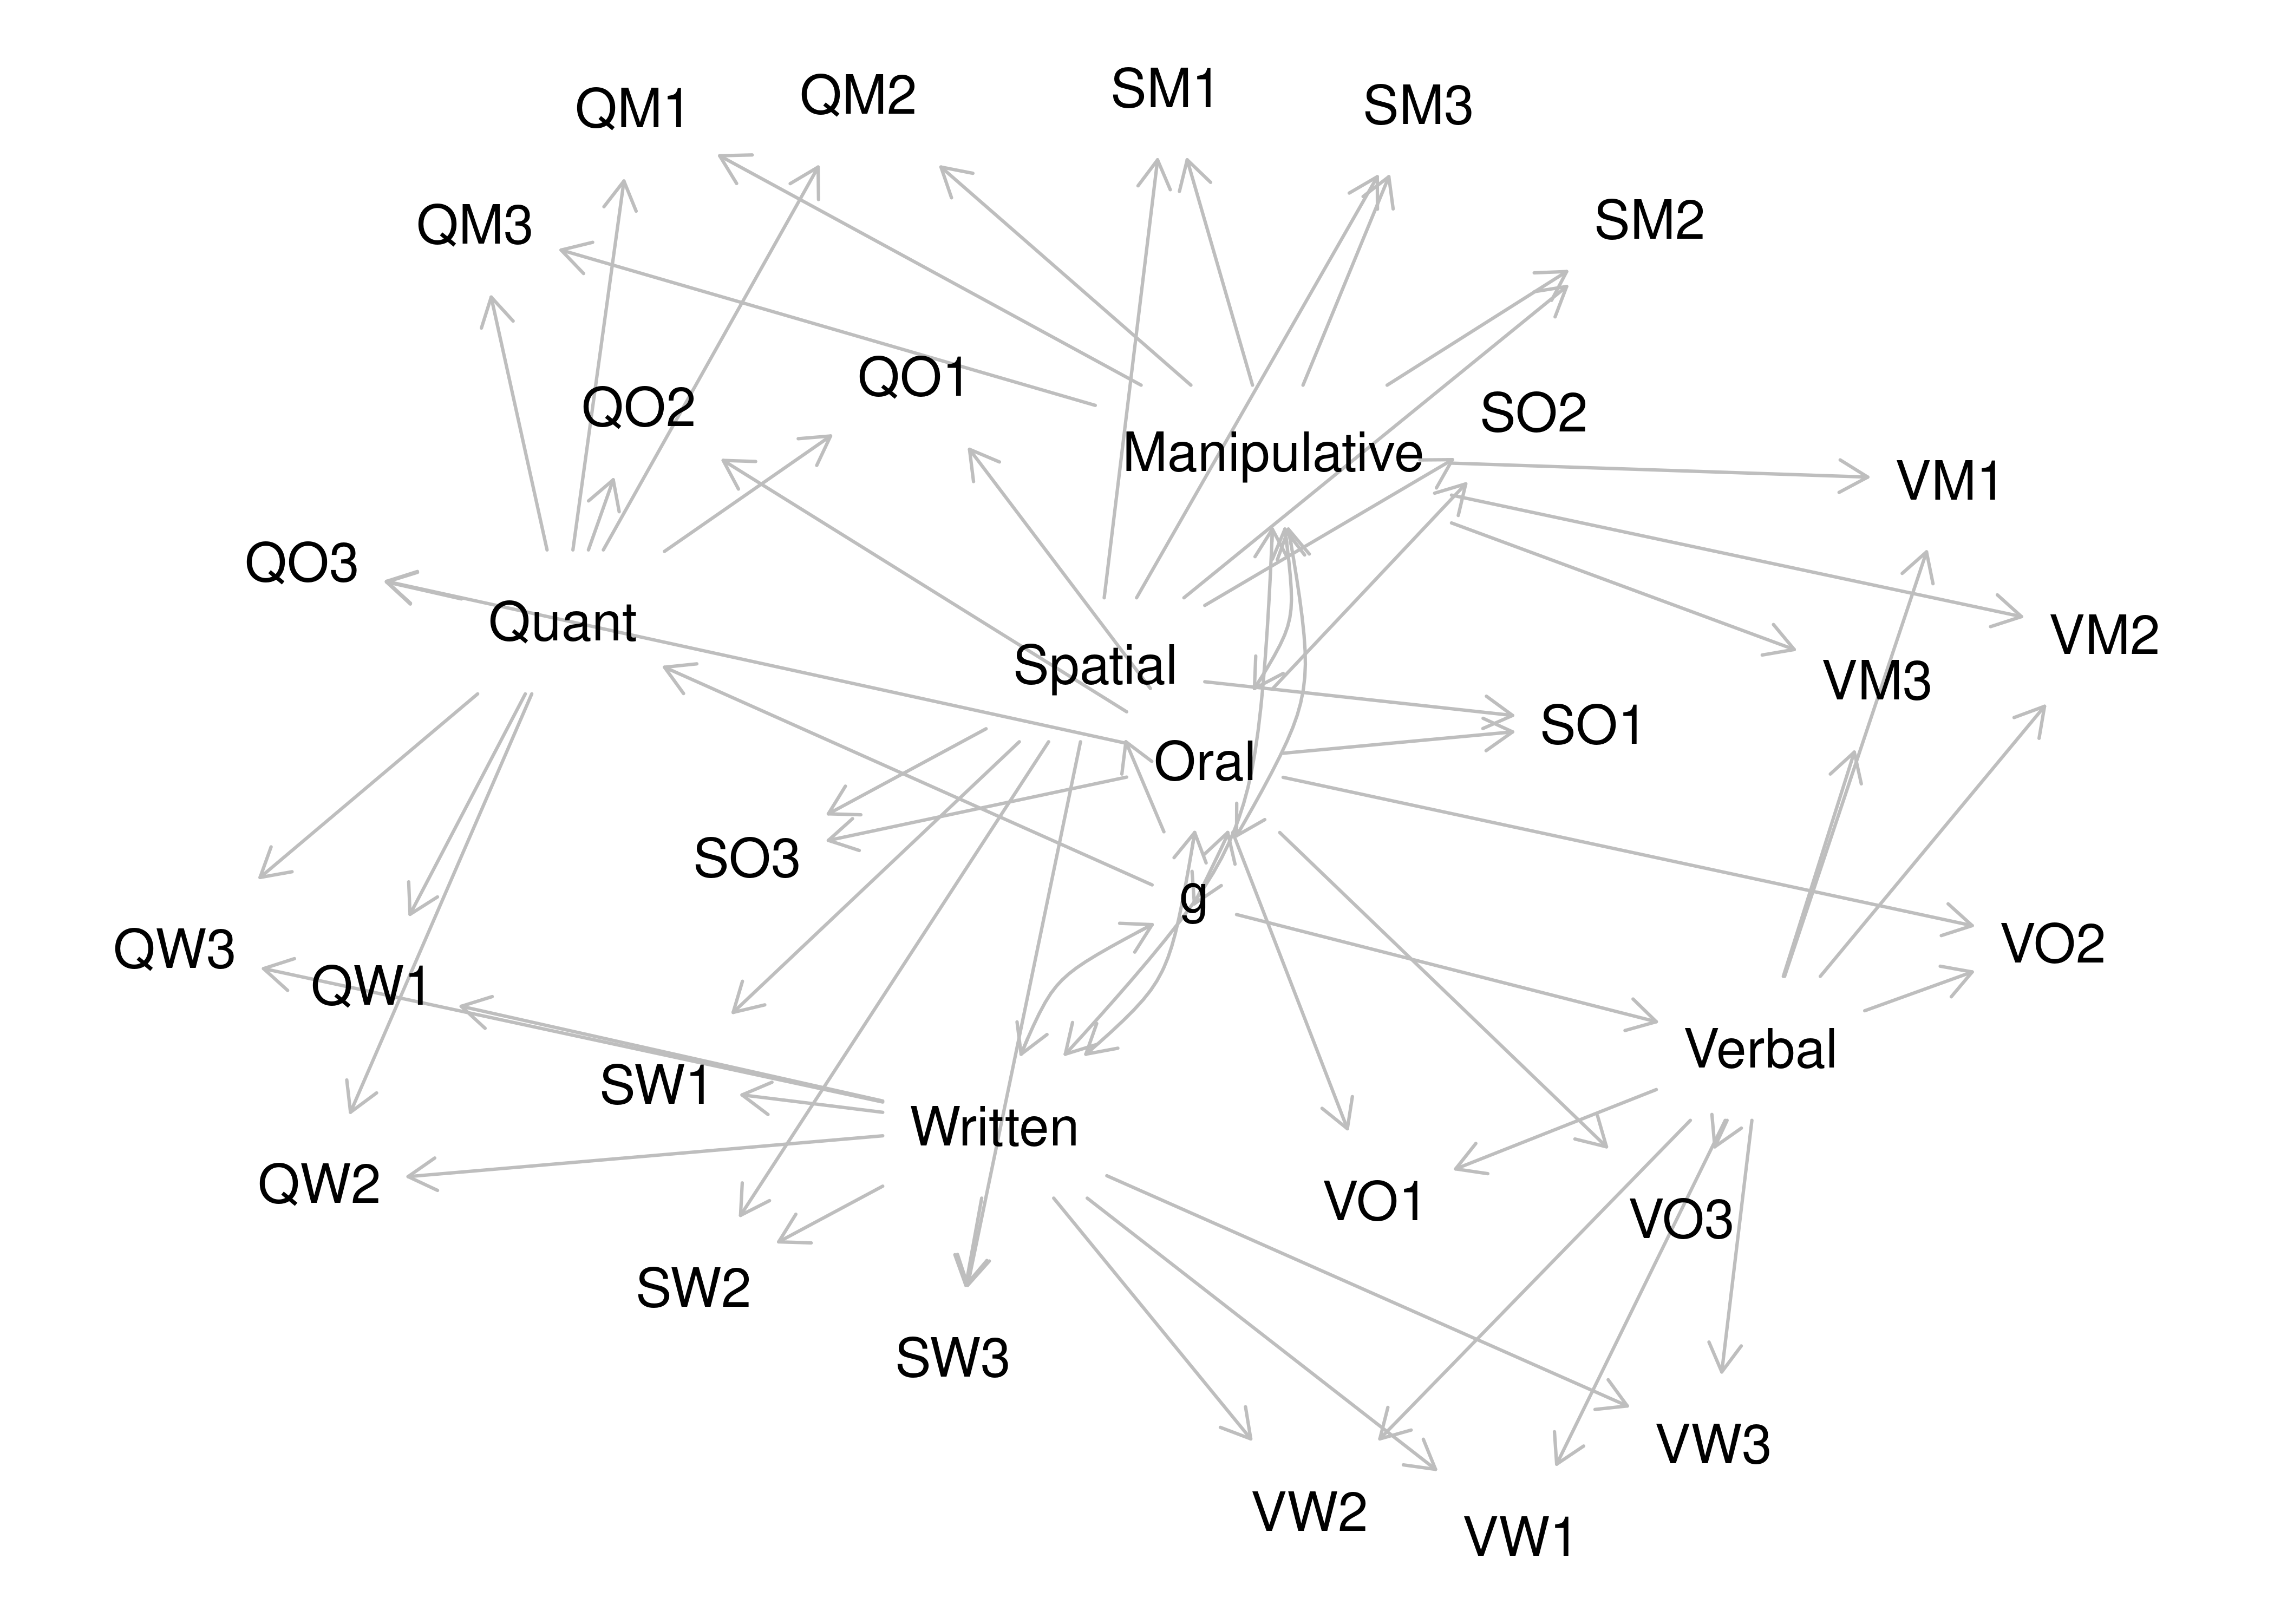 SM1
QM2
SM3
QM1
SM2
QM3
QO1
QO2
SO2
Manipulative
VM1
QO3
Quant
VM2
Spatial
VM3
SO1
Oral
SO3
g
VO2
QW3
QW1
Verbal
SW1
Written
QW2
VO1
VO3
SW2
SW3
VW3
VW2
VW1